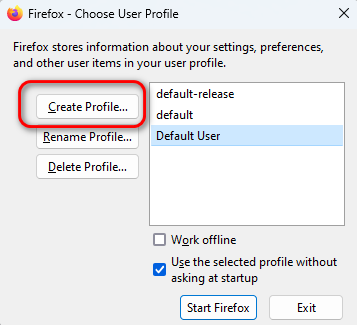 Firefox - Choose User Profile
Firefox stores information about your settings, preferences,
and other user items in your user profile.
Create Profile...
Rename Profile...
Delete Profile...
default-release
default
Default User
Work offline
Use the selected profile without
asking at startup
Start Firefox
Exit